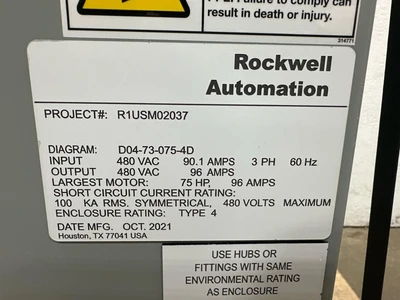 result in death or injury.
314771
Rockwell
Automation
PROJECT#: R1USM02037
DIAGRAM: D04-73-075-4D
INPUT 480 VAC 90.1 AMPS 3 PH 60 Hz
OUTPUT 480 VAC 96 AMPS
LARGEST MOTOR: 75 HP, 96 AMPS
SHORT CIRCUIT CURRENT RATING:
100 KA RMS. SYMMETRICAL, 480 VOLTS MAXIMUM
ENCLOSURE RATING: TYPE 4
DATE MFG. OCT. 2021
Houston, TX 77041 USA
USE HUBS OR
FITTINGS WITH SAME
ENVIRONMENTAL RATING
AS ENCLOSURE